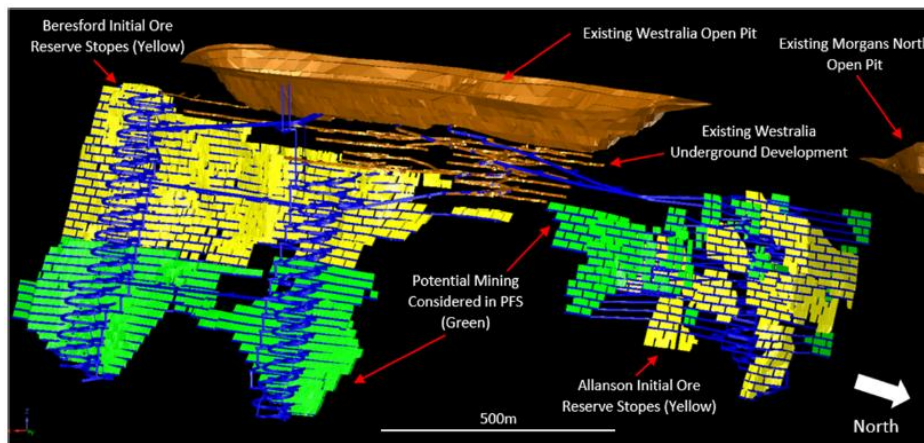 Beresford Initial Ore
Reserve Stopes (Yellow)
Existing Westralia Open Pit
Existing Morgans North
Open Pit
Existing Westralia
Underground Development
Potential Mining
Considered in PFS
(Green)
Allanson Initial Ore
Reserve Stopes (Yellow)
500m
North